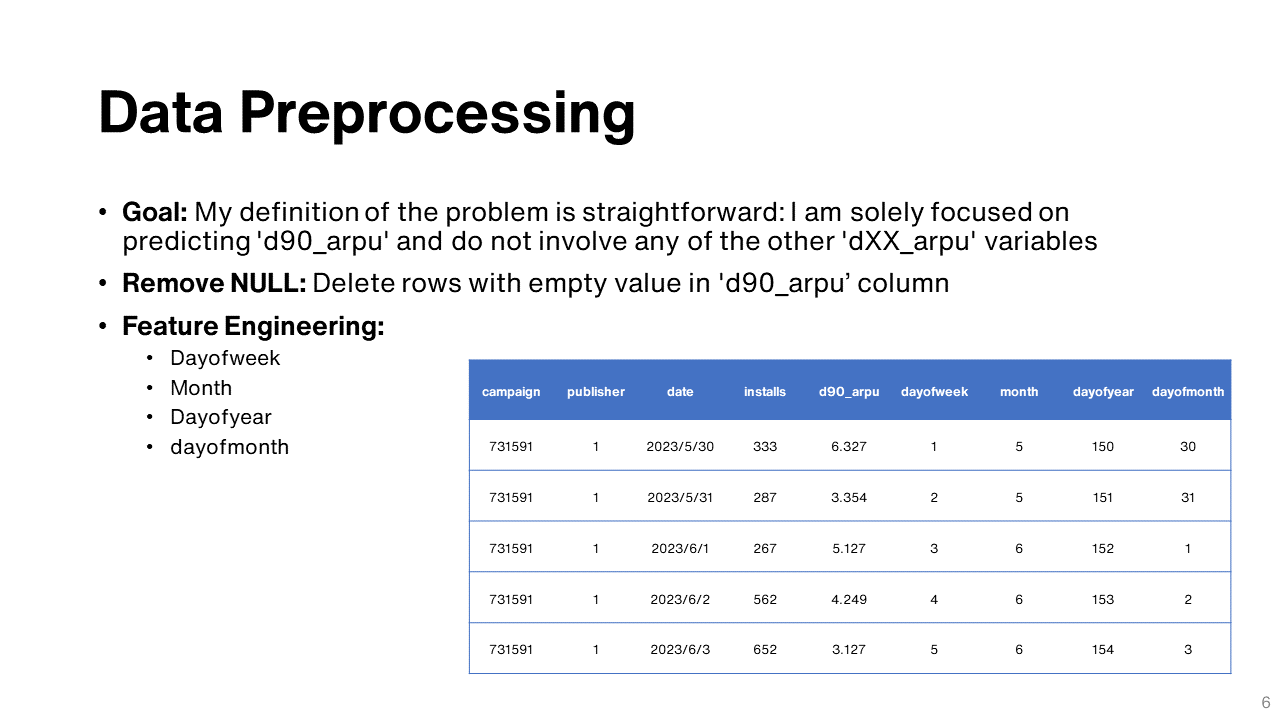 Data Preprocessing
• Goal: My definition of the problem is straightforward: I am solely focused on
predicting 'd90_arpu' and do not involve any of the other 'dXX_arpu' variables
• Remove NULL: Delete rows with empty value in 'd90_arpu’ column
• Feature Engineering:
• Dayofweek
• Month
• Dayofyear
• dayofmonth
campaign publisher date installs d90_arpu dayofweek month dayofyear dayofmonth
731591 1 2023/5/30 333 6.327 1 5 150 30
731591 1 2023/5/31 287 3.354 2 5 151 31
731591 1 2023/6/1 267 5.127 3 6 152 1
731591 1 2023/6/2 562 4.249 4 6 153 2
731591 1 2023/6/3 652 3.127 5 6 154 3
6